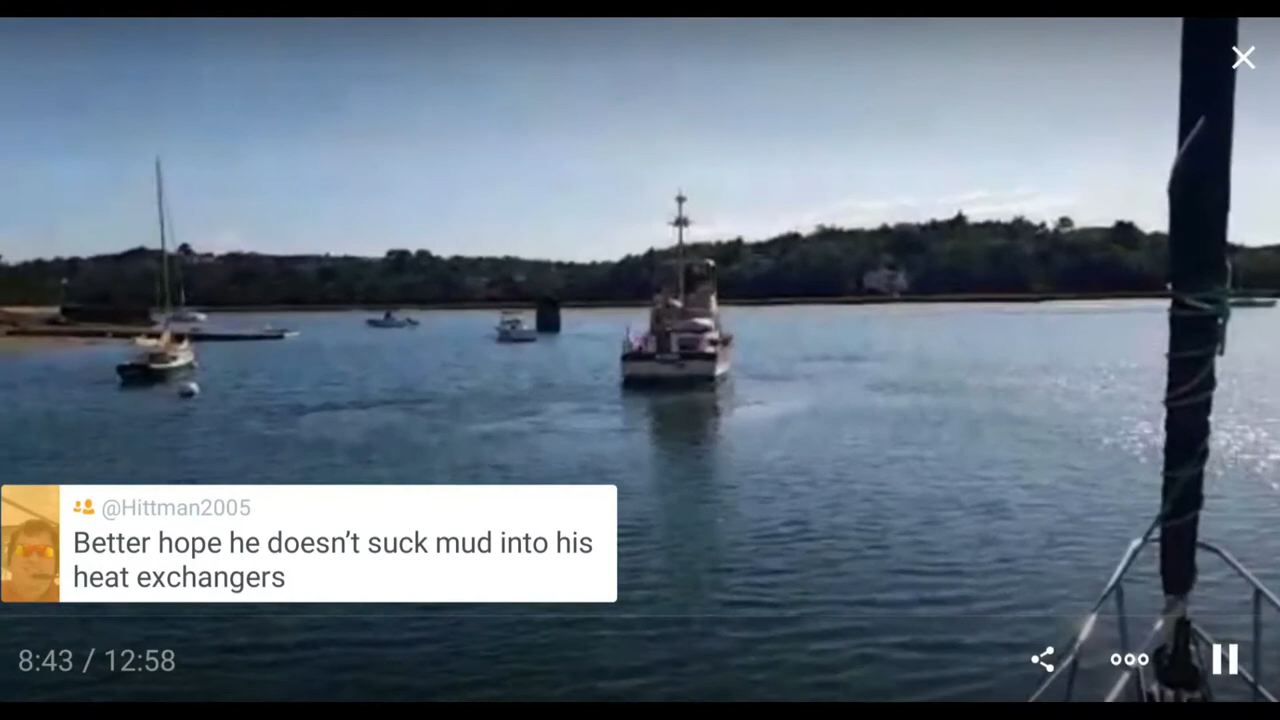 @Hittman2005
Better hope he doesn’t suck mud into his
heat exchangers
8:43 / 12:58